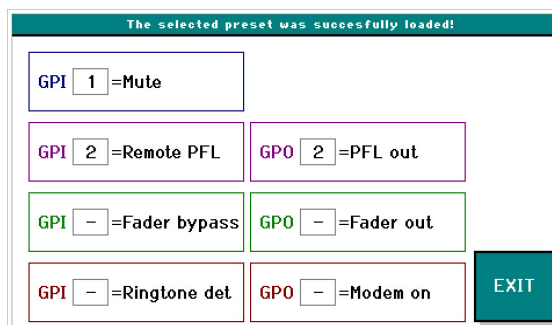 The selected preset was succesfully loaded!
GPI 1 =Mute
GPI 2 =Remote PFL GPO 2 =PFL out
GPI - =Fader bypass GPO - =Fader out
GPI - =Ringtone det GPO - =Modem on
EXIT